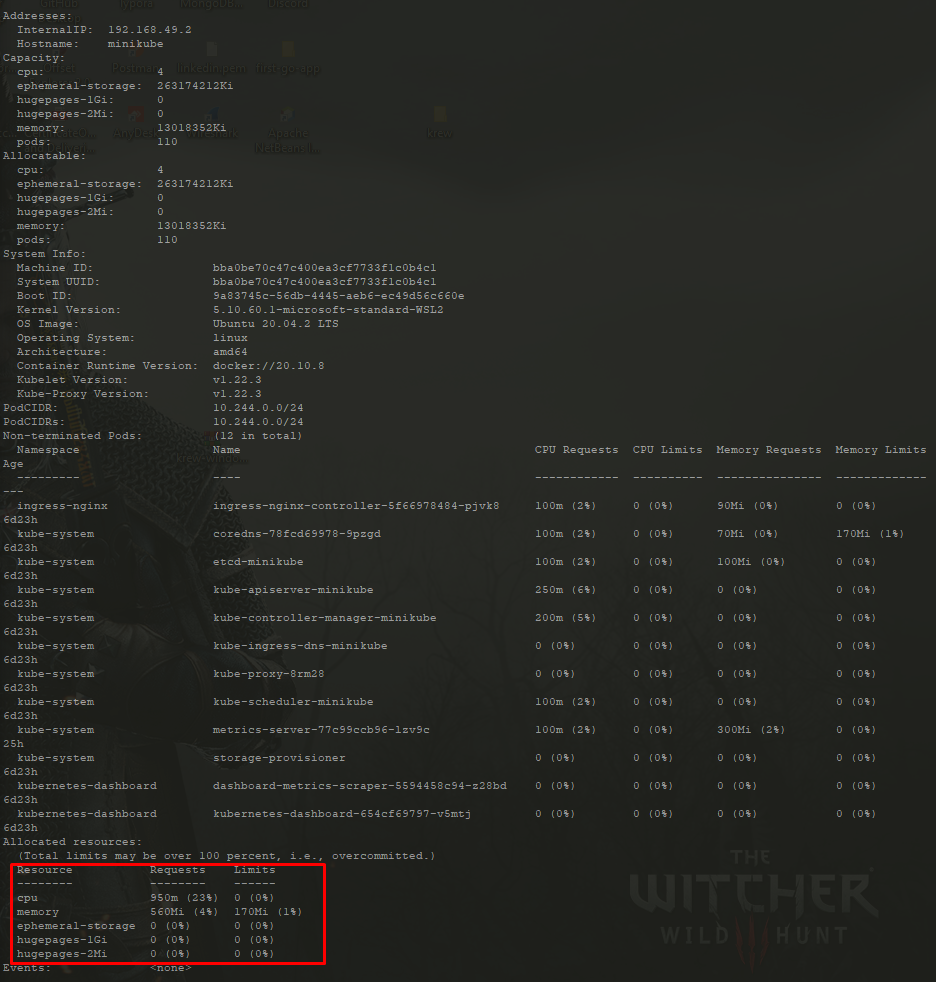 GitHub Typora MongoDB... Discord
Addresses:
  InternalIP:  192.168.49.2
  Hostname:    minikube
Capacity:
  cpu:                4
  ephemeral-storage:  263174212Ki
  hugepages-1Gi:      0
  hugepages-2Mi:      0
  memory:             13018352Ki
  pods:               110
Allocatable:
  cpu:                4
  ephemeral-storage:  263174212Ki
  hugepages-1Gi:      0
  hugepages-2Mi:      0
  memory:             13018352Ki
  pods:               110
System Info:
  Machine ID:                 bba0be70c47c400ea3cf7733f1c0b4c1
  System UUID:                bba0be70c47c400ea3cf7733f1c0b4c1
  Boot ID:                    9a83745c-56db-4445-aeb6-ec49d56c660e
  Kernel Version:             5.10.60.1-microsoft-standard-WSL2
  OS Image:                   Ubuntu 20.04.2 LTS
  Operating System:           linux
  Architecture:               amd64
  Container Runtime Version:  docker://20.10.8
  Kubelet Version:            v1.22.3
  Kube-Proxy Version:         v1.22.3
PodCIDR:                      10.244.0.0/24
PodCIDRs:                     10.244.0.0/24
Non-terminated Pods:          (12 in total)
  Namespace                   Name                                          CPU Requests  CPU Limits  Memory Requests  Memory Limits
Age
  ---------                   ----                                          ------------  ----------  ---------------  -------------
---
  ingress-nginx               ingress-nginx-controller-5f66978484-pjvk8     100m (2%)     0 (0%)      90Mi (0%)        0 (0%)
6d23h
  kube-system                 coredns-78fcd69978-9pzgd                      100m (2%)     0 (0%)      70Mi (0%)        170Mi (1%)
6d23h
  kube-system                 etcd-minikube                                 100m (2%)     0 (0%)      100Mi (0%)       0 (0%)
6d23h
  kube-system                 kube-apiserver-minikube                       250m (6%)     0 (0%)      0 (0%)           0 (0%)
6d23h
  kube-system                 kube-controller-manager-minikube              200m (5%)     0 (0%)      0 (0%)           0 (0%)
6d23h
  kube-system                 kube-ingress-dns-minikube                     0 (0%)        0 (0%)      0 (0%)           0 (0%)
6d23h
  kube-system                 kube-proxy-8rm28                              0 (0%)        0 (0%)      0 (0%)           0 (0%)
6d23h
  kube-system                 kube-scheduler-minikube                       100m (2%)     0 (0%)      0 (0%)           0 (0%)
6d23h
  kube-system                 metrics-server-77c99ccb96-lzv9c               100m (2%)     0 (0%)      300Mi (2%)       0 (0%)
25h
  kube-system                 storage-provisioner                           0 (0%)        0 (0%)      0 (0%)           0 (0%)
6d23h
  kubernetes-dashboard        dashboard-metrics-scraper-5594458c94-z28bd    0 (0%)        0 (0%)      0 (0%)           0 (0%)
6d23h
  kubernetes-dashboard        kubernetes-dashboard-654cf69797-v5mtj         0 (0%)        0 (0%)      0 (0%)           0 (0%)
6d23h
Allocated resources:
  (Total limits may be over 100 percent, i.e., overcommitted.)
  Resource           Requests    Limits
  --------           --------    ------
  cpu                950m (23%)  0 (0%)
  memory             560Mi (4%)  170Mi (1%)
  ephemeral-storage  0 (0%)      0 (0%)
  hugepages-1Gi      0 (0%)      0 (0%)
  hugepages-2Mi      0 (0%)      0 (0%)
Events:              <none>
THE
WITCHER
WILD HUNT